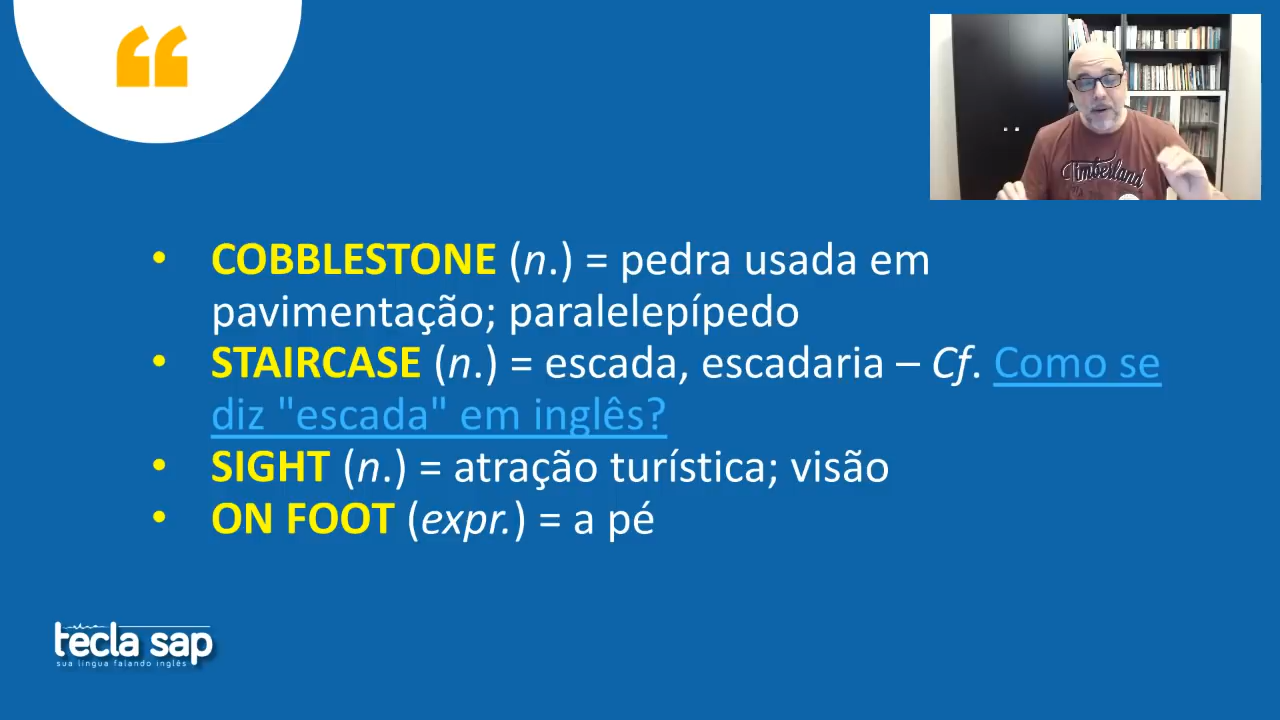 Timberland
• COBBLESTONE (n.) = pedra usada em
pavimentação; paralelepípedo
• STAIRCASE (n.) = escada, escadaria – Cf. Como se
diz "escada" em inglês?
• SIGHT (n.) = atração turística; visão
• ON FOOT (expr.) = a pé
tecla sap
sua língua falando inglês